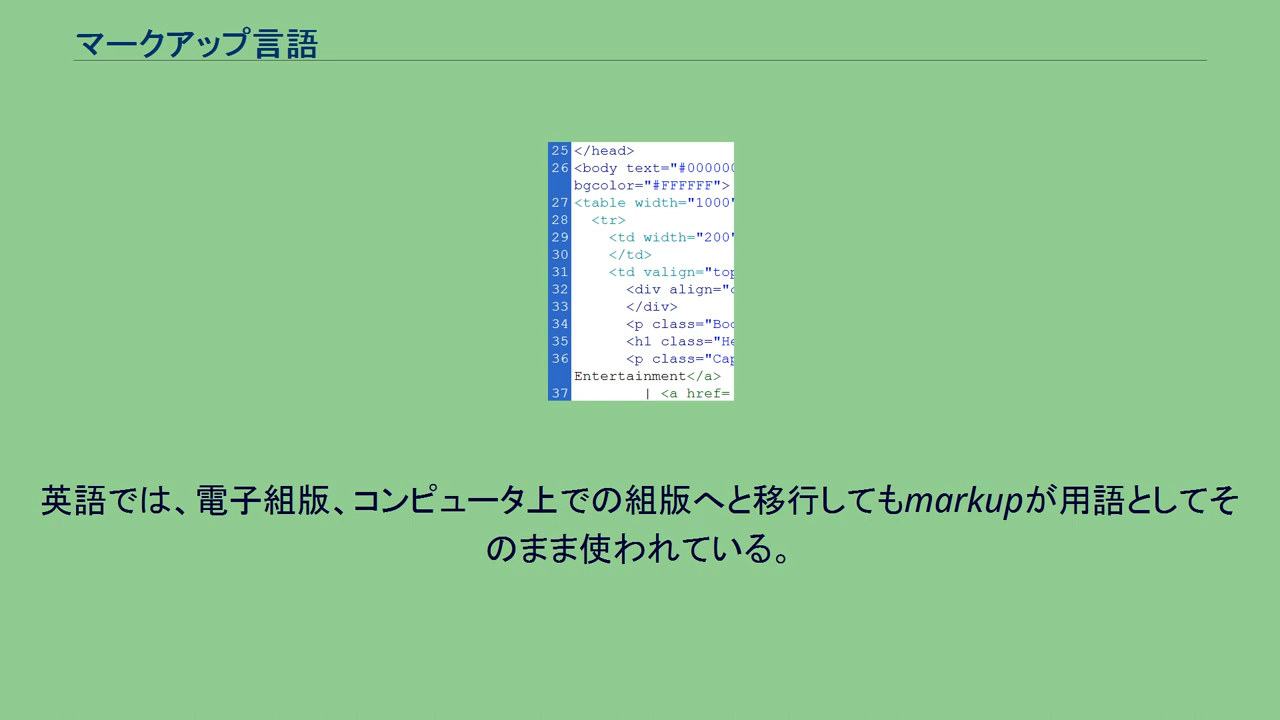 マークアップ言語
25 </head>
26 <body text="#000000
bgcolor="#FFFFFF">
27 <table width="1000"
28 <tr>
29 <td width="200"
30 </td>
31 <td valign="top
32 <div align="c
33 </div>
34 <p class="Boo
35 <h1 class="He
36 <p class="Cap
Entertainment</a>
37 | <a href=
英語では、電子組版、コンピュータ上での組版へと移行してもmarkupが用語としてそ
のまま使われている。